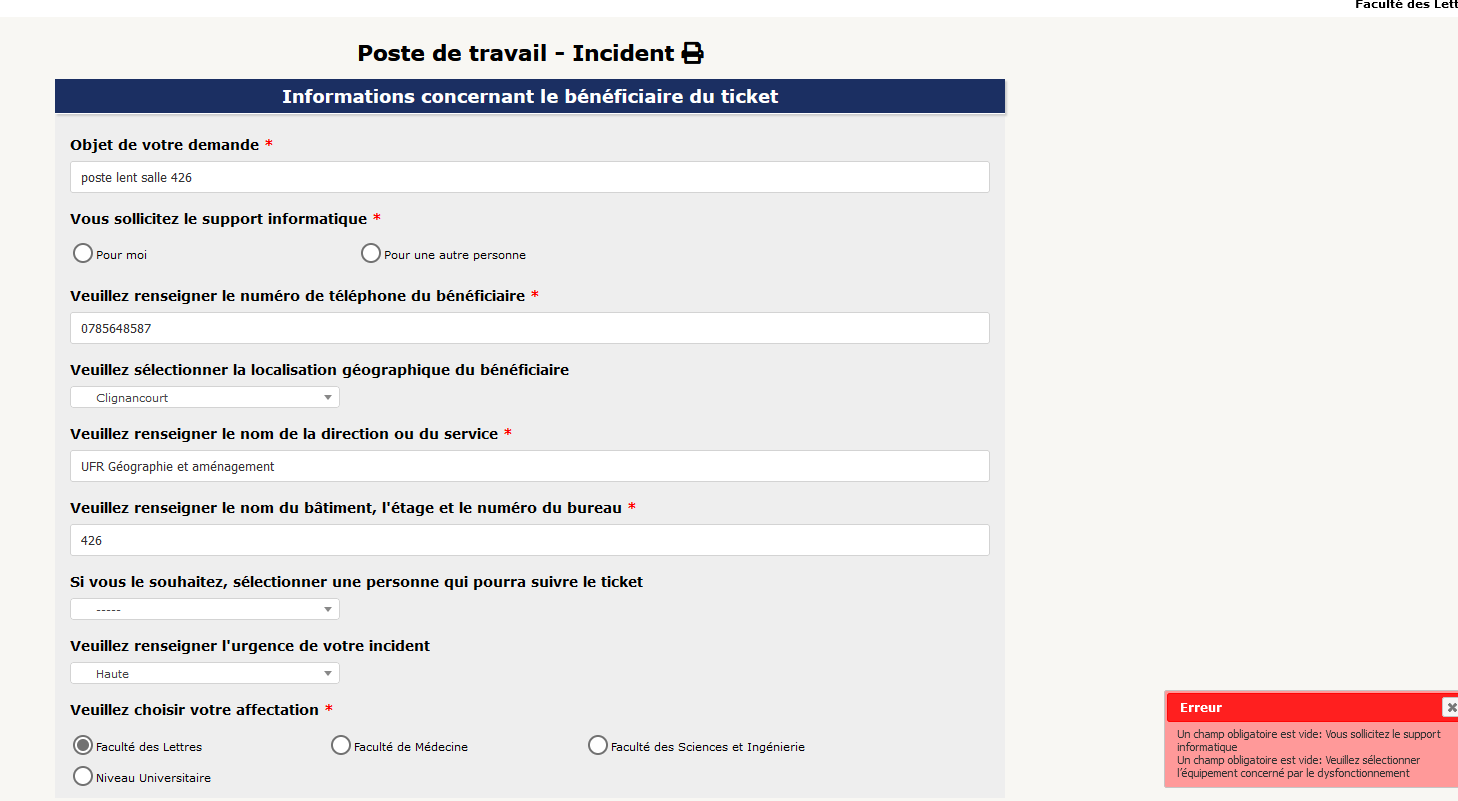 Faculté des Lett
Poste de travail - Incident
Informations concernant le bénéficiaire du ticket
Objet de votre demande *
poste lent salle 426
Vous sollicitez le support informatique *
Pour moi
Pour une autre personne
Veuillez renseigner le numéro de téléphone du bénéficiaire *
0785648587
Veuillez sélectionner la localisation géographique du bénéficiaire
Clignancourt
Veuillez renseigner le nom de la direction ou du service *
UFR Géographie et aménagement
Veuillez renseigner le nom du bâtiment, l'étage et le numéro du bureau *
426
Si vous le souhaitez, sélectionner une personne qui pourra suivre le ticket
-----
Veuillez renseigner l'urgence de votre incident
Haute
Veuillez choisir votre affectation *
Faculté des Lettres
Faculté de Médecine
Faculté des Sciences et Ingénierie
Niveau Universitaire
Erreur
Un champ obligatoire est vide: Vous sollicitez le support
informatique
Un champ obligatoire est vide: Veuillez sélectionner
l'équipement concerné par le dysfonctionnement